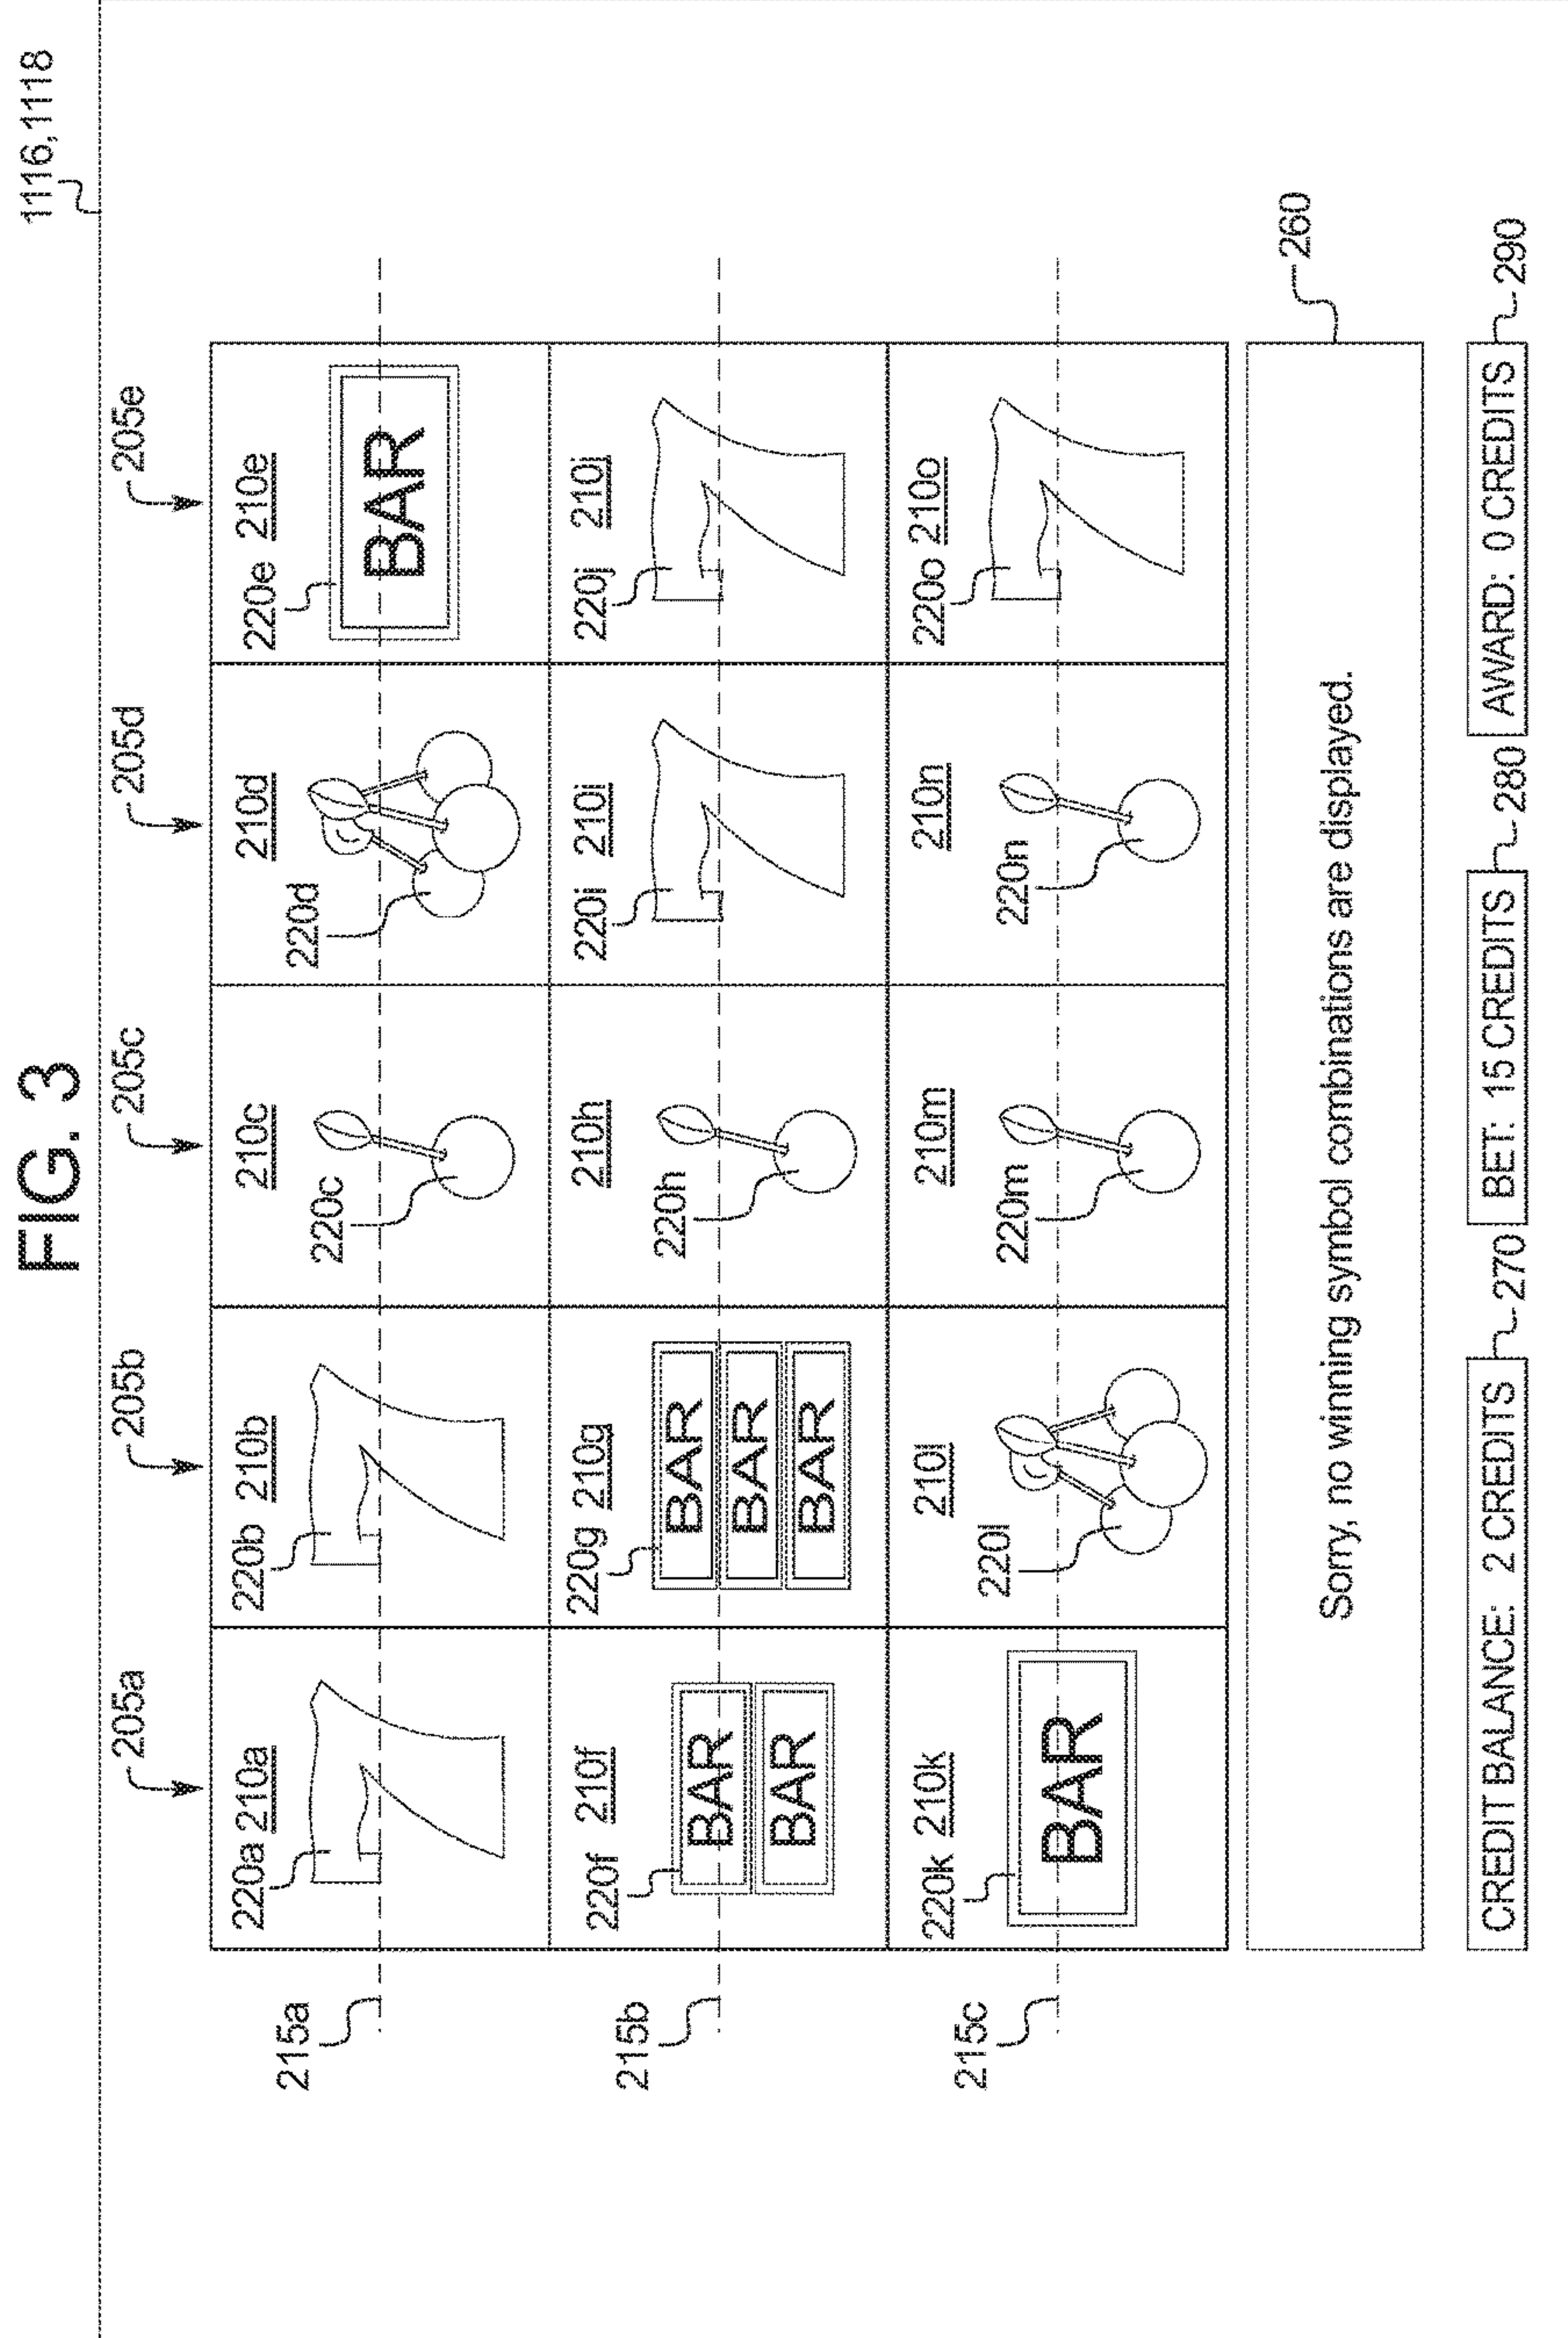 FIG. 3
1116,1118
205a 205b 205c 205d 205e
220a 210a 220b 210b 210c 210d 220e 210e
220c 220d
215a
BAR
220f 210f 220g 210g 210h 220i 210i 220j 210j
220h
215b
BAR BAR
BAR BAR
BAR
220k 210k 210l 210m 210n 220o 210o
220l 220m 220n
215c
BAR
260
Sorry, no winning symbol combinations are displayed.
CREDIT BALANCE: 2 CREDITS 270 BET: 15 CREDITS 280 AWARD: 0 CREDITS 290